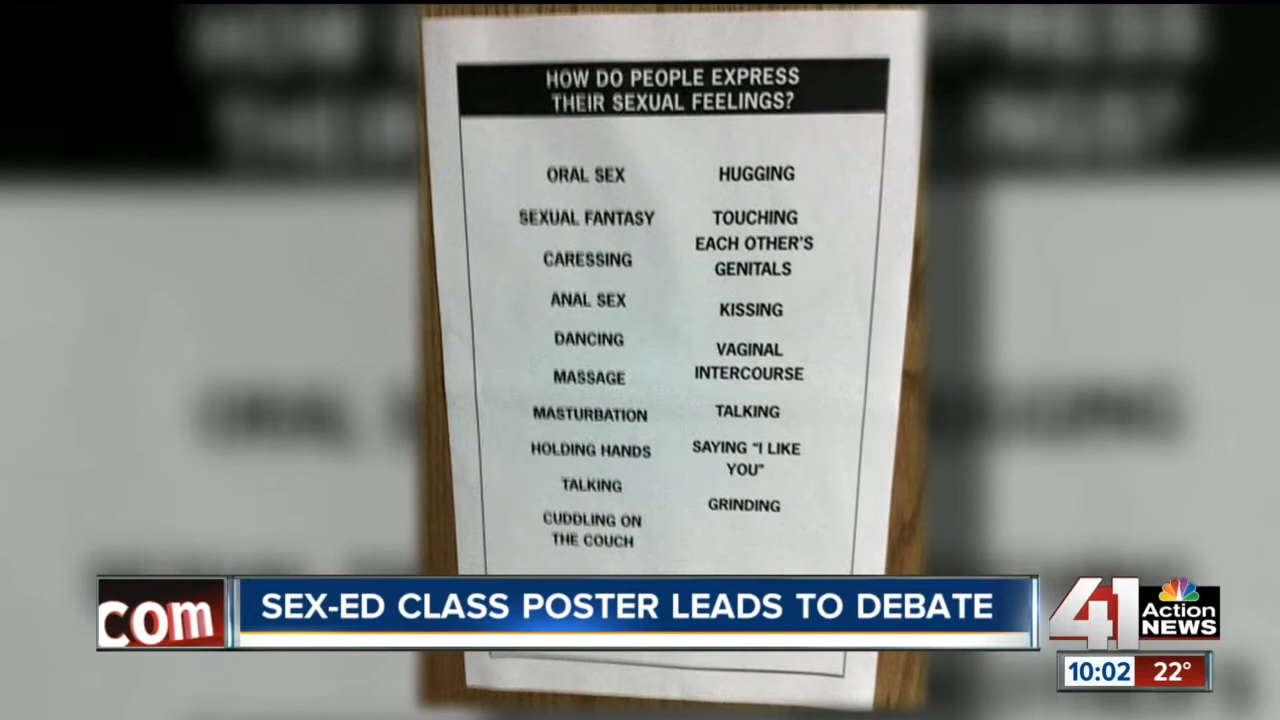 HOW DO PEOPLE EXPRESS
THEIR SEXUAL FEELINGS?
ORAL SEX
SEXUAL FANTASY
CARESSING
ANAL SEX
DANCING
MASSAGE
MASTURBATION
HOLDING HANDS
TALKING
CUDDLING ON
THE COUCH
HUGGING
TOUCHING
EACH OTHER'S
GENITALS
KISSING
VAGINAL
INTERCOURSE
TALKING
SAYING "I LIKE
YOU"
GRINDING
com
SEX-ED CLASS POSTER LEADS TO DEBATE
41
Action
NEWS
10:02 22°